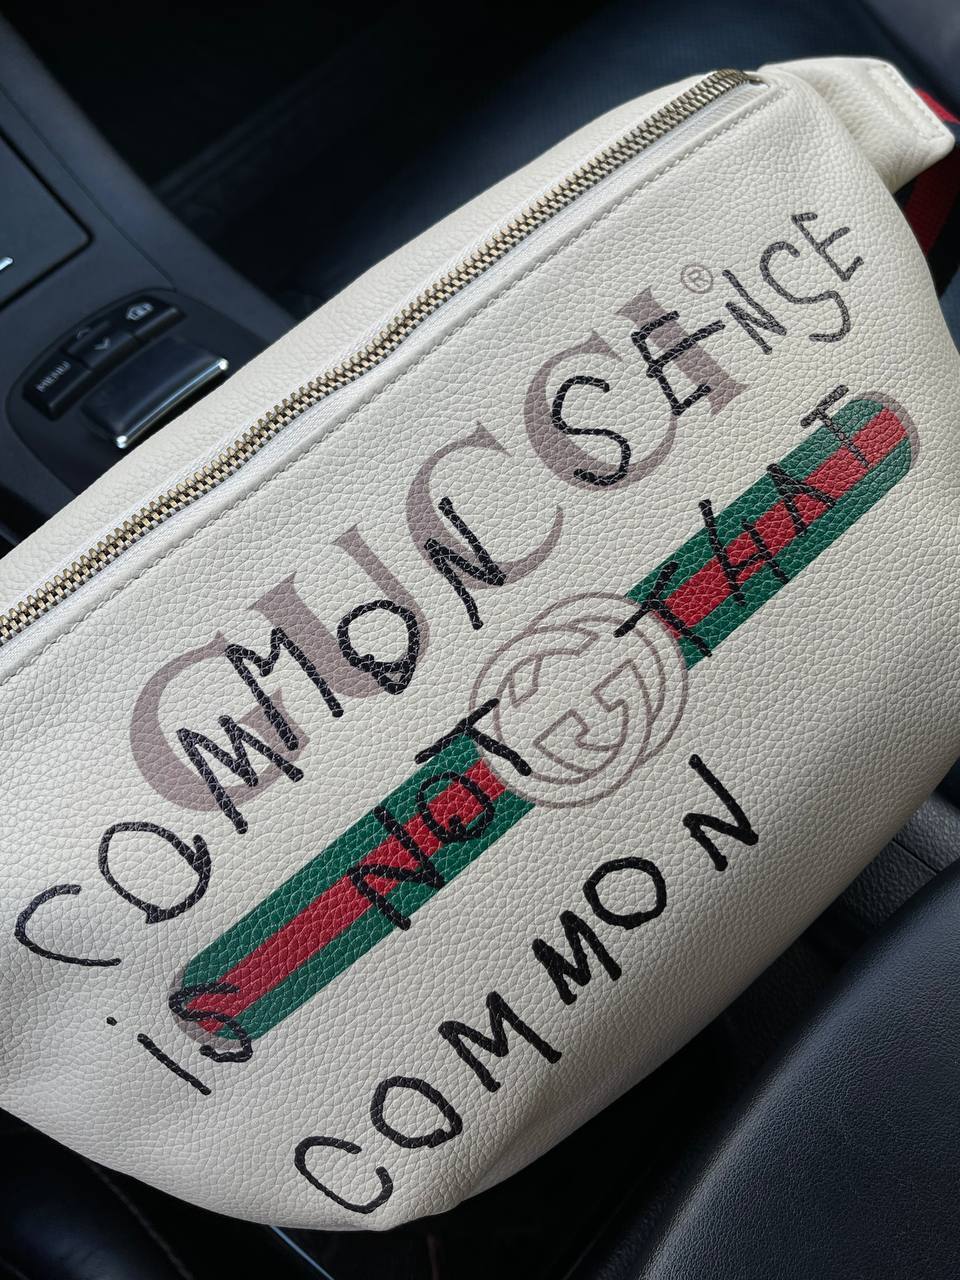 GUCCI®
COMMON SENSE
is NOT THAT
COMMON
MENU